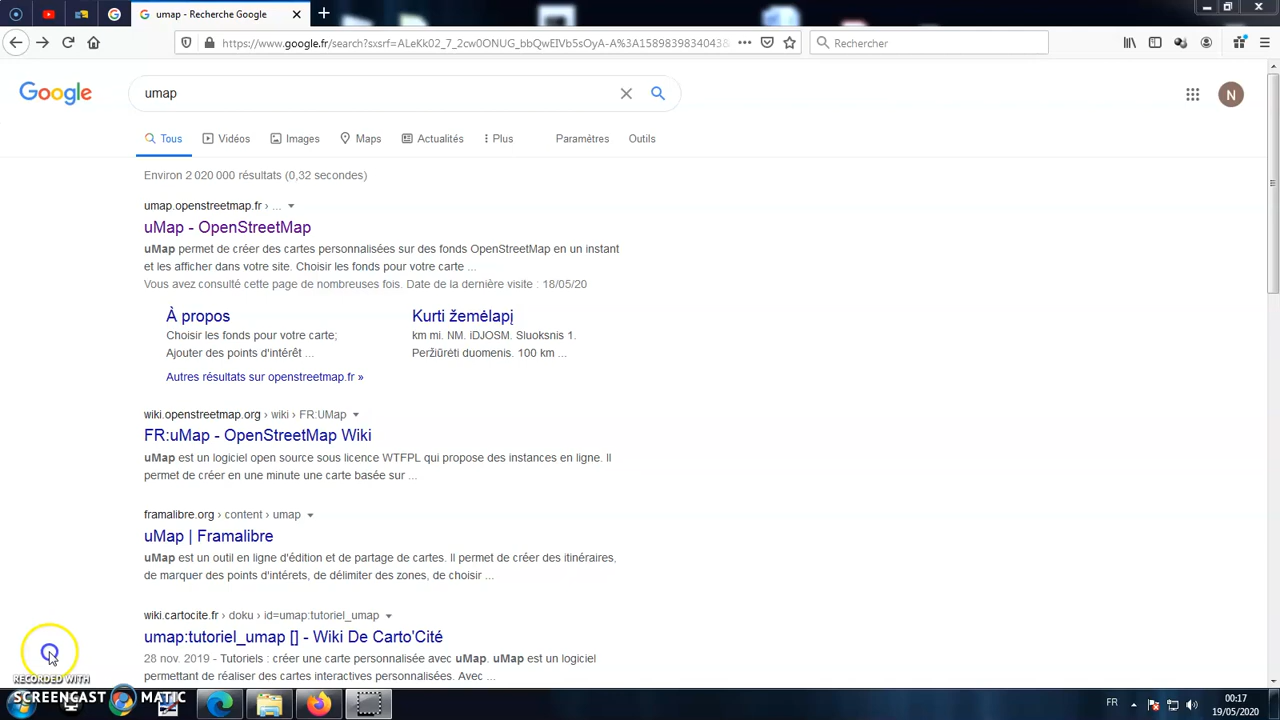 umap - Recherche Google
https://www.google.fr/search?sxsrf=ALeKk02_7_2cw0ONUG_bbQwEIVb5sOyA-A%3A1589839834043&
Rechercher
Google
umap
N
Tous Vidéos Images Maps Actualités Plus Paramètres Outils
Environ 2 020 000 résultats (0,32 secondes)
umap.openstreetmap.fr › ...
uMap - OpenStreetMap
uMap permet de créer des cartes personnalisées sur des fonds OpenStreetMap en un instant
et les afficher dans votre site. Choisir les fonds pour votre carte ...
Vous avez consulté cette page de nombreuses fois. Date de la dernière visite : 18/05/20
À propos
Choisir les fonds pour votre carte;
Ajouter des points d'intérêt ...
Kurti žemėlapį
km mi. NM. iDJOSM. Sluoksnis 1.
Peržiūrėti duomenis. 100 km ...
Autres résultats sur openstreetmap.fr »
wiki.openstreetmap.org › wiki › FR:UMap
FR:uMap - OpenStreetMap Wiki
uMap est un logiciel open source sous licence WTFPL qui propose des instances en ligne. Il
permet de créer en une minute une carte basée sur ...
framalibre.org › content › umap
uMap | Framalibre
uMap est un outil en ligne d'édition et de partage de cartes. Il permet de créer des itinéraires,
de marquer des points d'intérets, de délimiter des zones, de choisir ...
wiki.cartocite.fr › doku › id=umap:tutoriel_umap
umap:tutoriel_umap [] - Wiki De Carto'Cité
28 nov. 2019 - Tutoriels : créer une carte personnalisée avec uMap. uMap est un logiciel
permettant de réaliser des cartes interactives personnalisées. Avec ...
RECORDED WITH
SCREENCAST MATIC
FR
00:17
19/05/2020